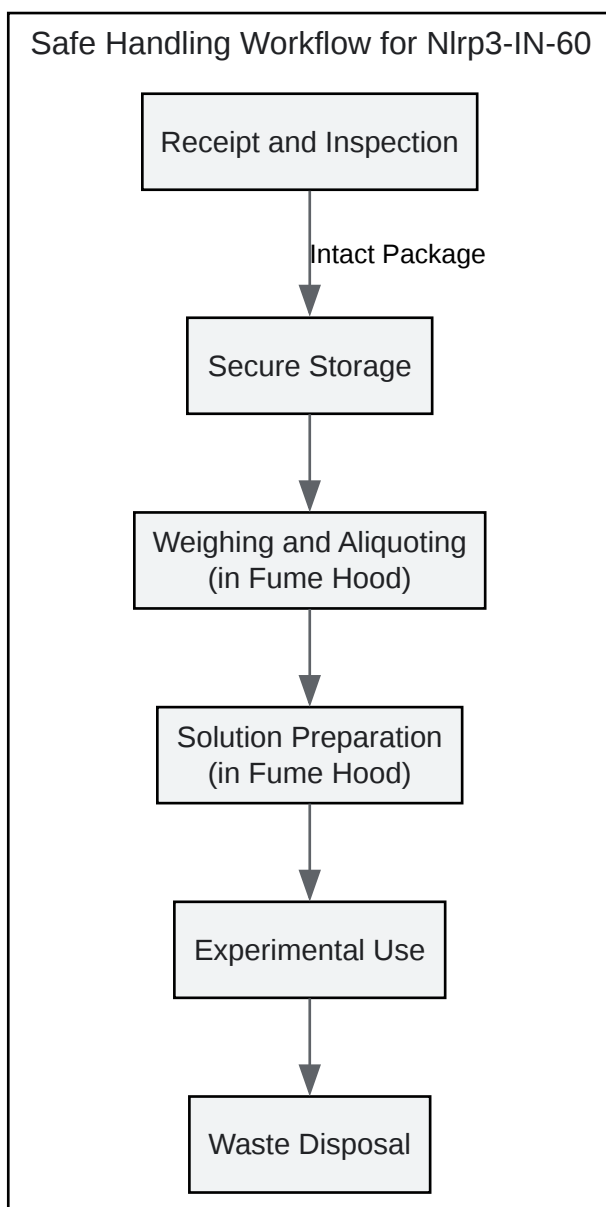 Safe Handling Workflow for Nlrp3-IN-60
Receipt and Inspection
Intact Package
Secure Storage
Weighing and Aliquoting
(in Fume Hood)
Solution Preparation
(in Fume Hood)
Experimental Use
Waste Disposal